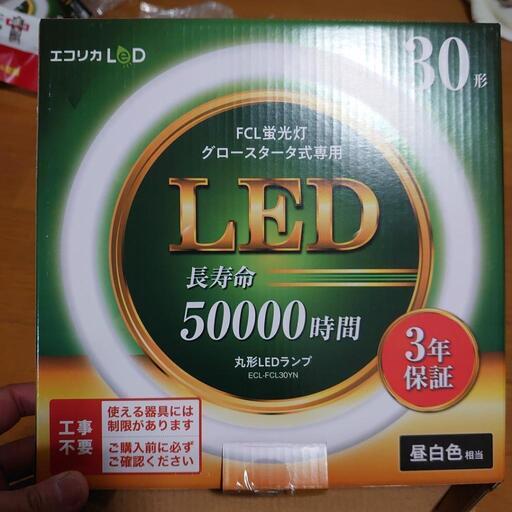 エコリカ LeD
30形
FCL蛍光灯
グロースタータ式専用
LED
長寿命
50000時間
丸形LEDランプ
ECL-FCL30YN
3年
保証
工事
不要
使える器具には
制限があります
ご購入前に必ず
ご確認ください
昼白色相当